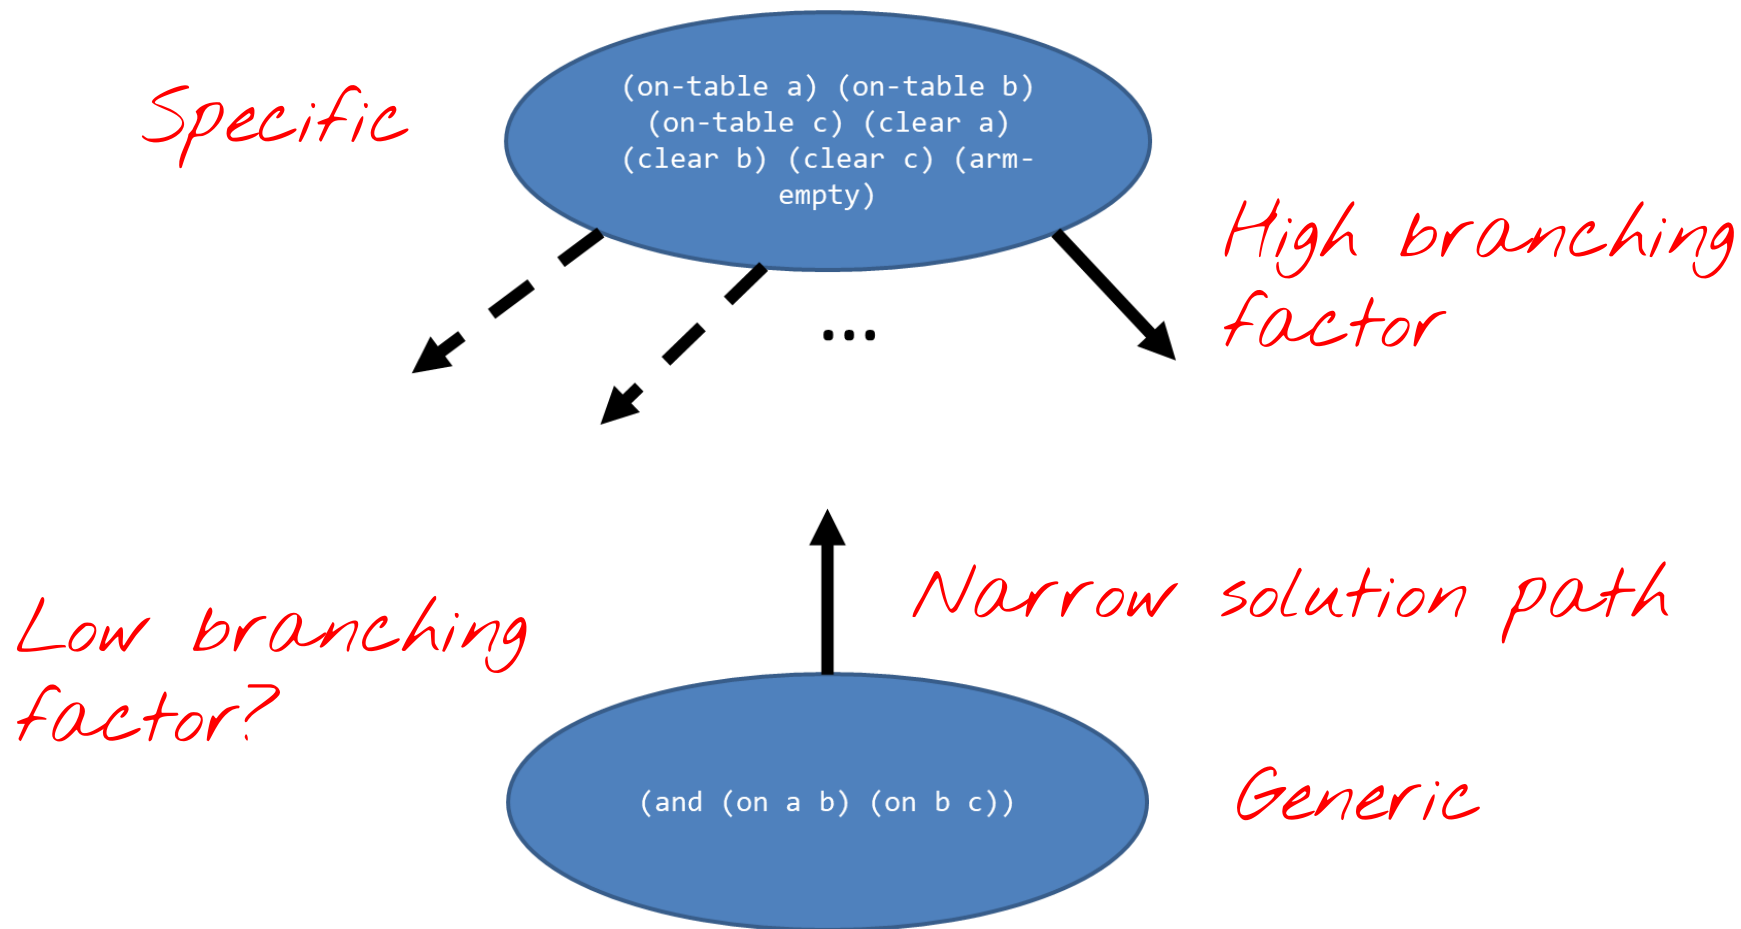 Specific
(on-table a) (on-table b)
(on-table c) (clear a)
(clear b) (clear c) (arm-
empty)
High branching
factor
...
Narrow solution path
Low branching
factor?
(and (on a b) (on b c))
Generic